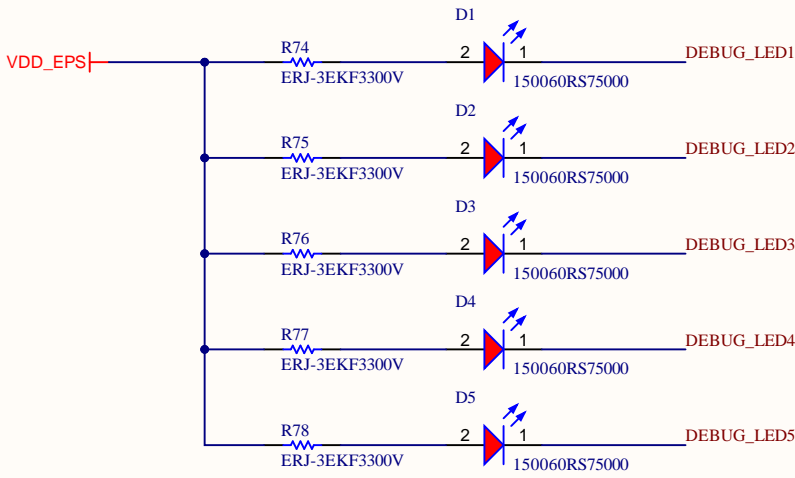 D1
R74
2
1
DEBUG_LED1
VDD_EPS
ERJ-3EKF3300V
150060RS75000
D2
R75
2
1
DEBUG_LED2
ERJ-3EKF3300V
150060RS75000
D3
R76
2
1
DEBUG_LED3
ERJ-3EKF3300V
150060RS75000
D4
R77
2
1
DEBUG_LED4
ERJ-3EKF3300V
150060RS75000
D5
R78
2
1
DEBUG_LED5
ERJ-3EKF3300V
150060RS75000